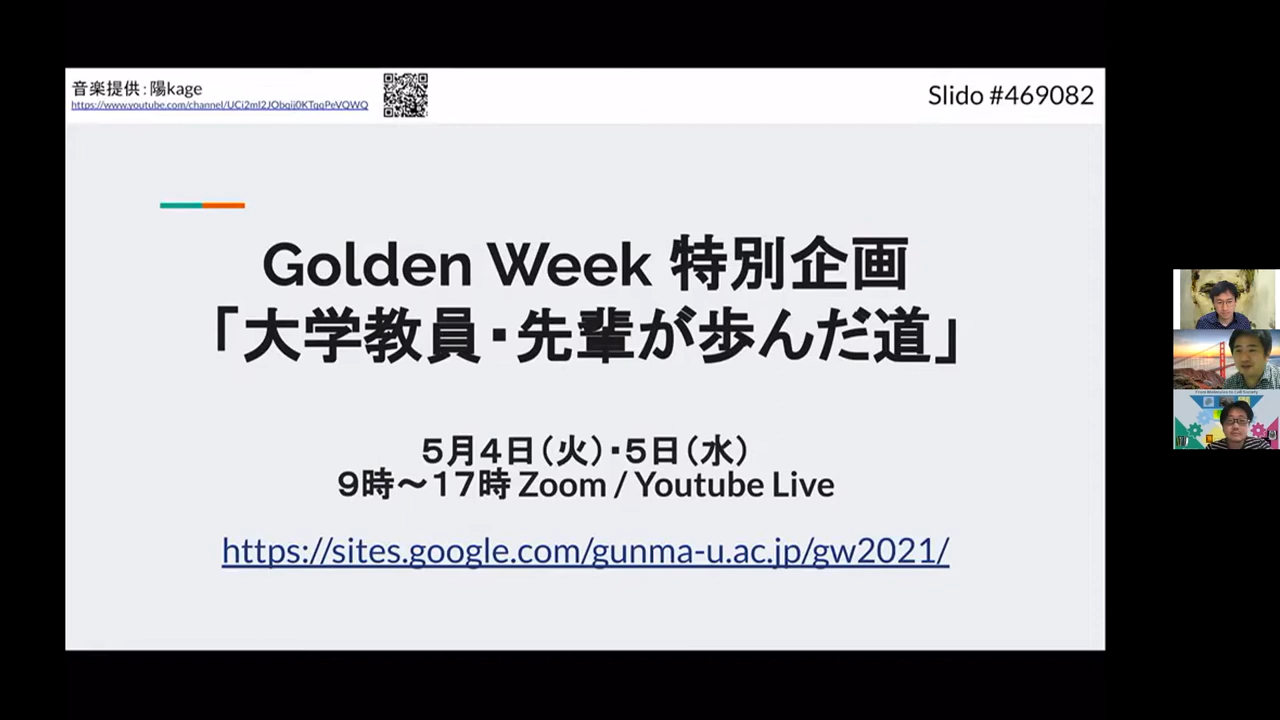 音楽提供：陽kage
Slido #469082
Golden Week 特別企画
「大学教員・先輩が歩んだ道」
５月４日（火）・５日（水）
９時～１７時 Zoom / Youtube Live
https://sites.google.com/gunma-u.ac.jp/gw2021/